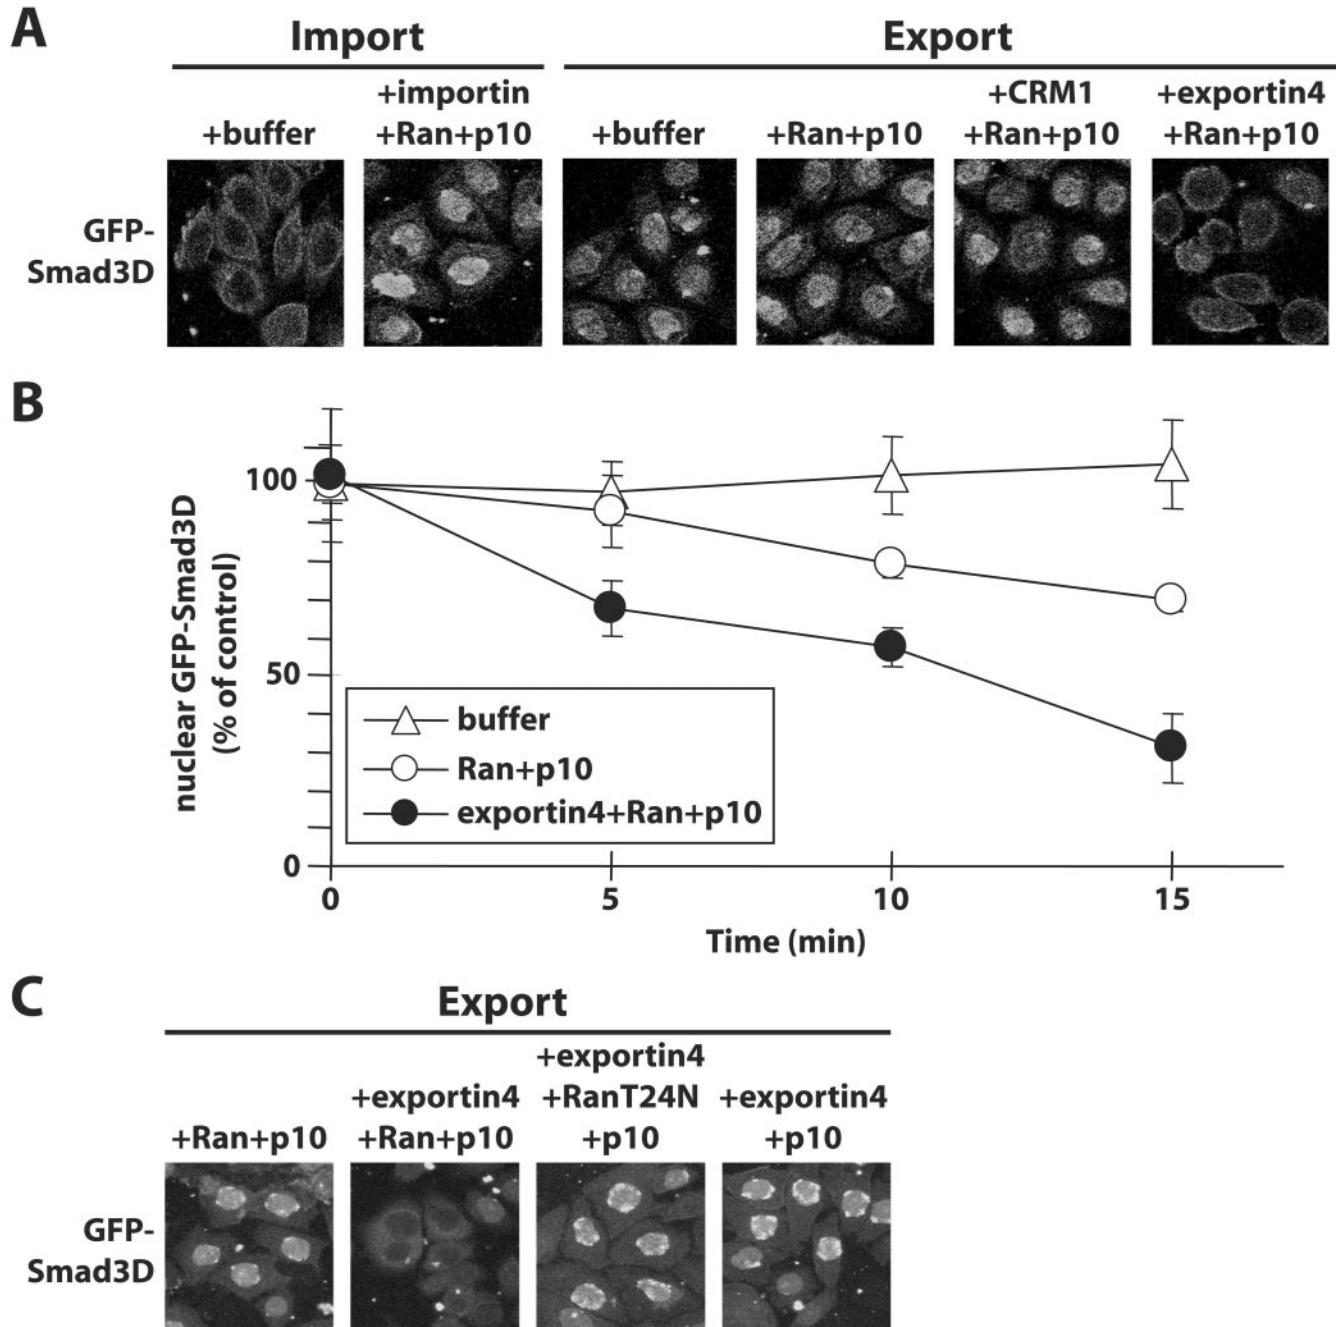 A
Import
Export
+importin
+CRM1
+exportin4
+buffer
+Ran+p10
+buffer
+Ran+p10
+Ran+p10
+Ran+p10
GFP-
Smad3D
B
nuclear GFP-Smad3D
(% of control)
100
50
0
buffer
Ran+p10
exportin4+Ran+p10
0
5
10
15
Time (min)
C
Export
+exportin4
+exportin4
+RanT24N
+exportin4
+Ran+p10
+Ran+p10
+p10
+p10
GFP-
Smad3D